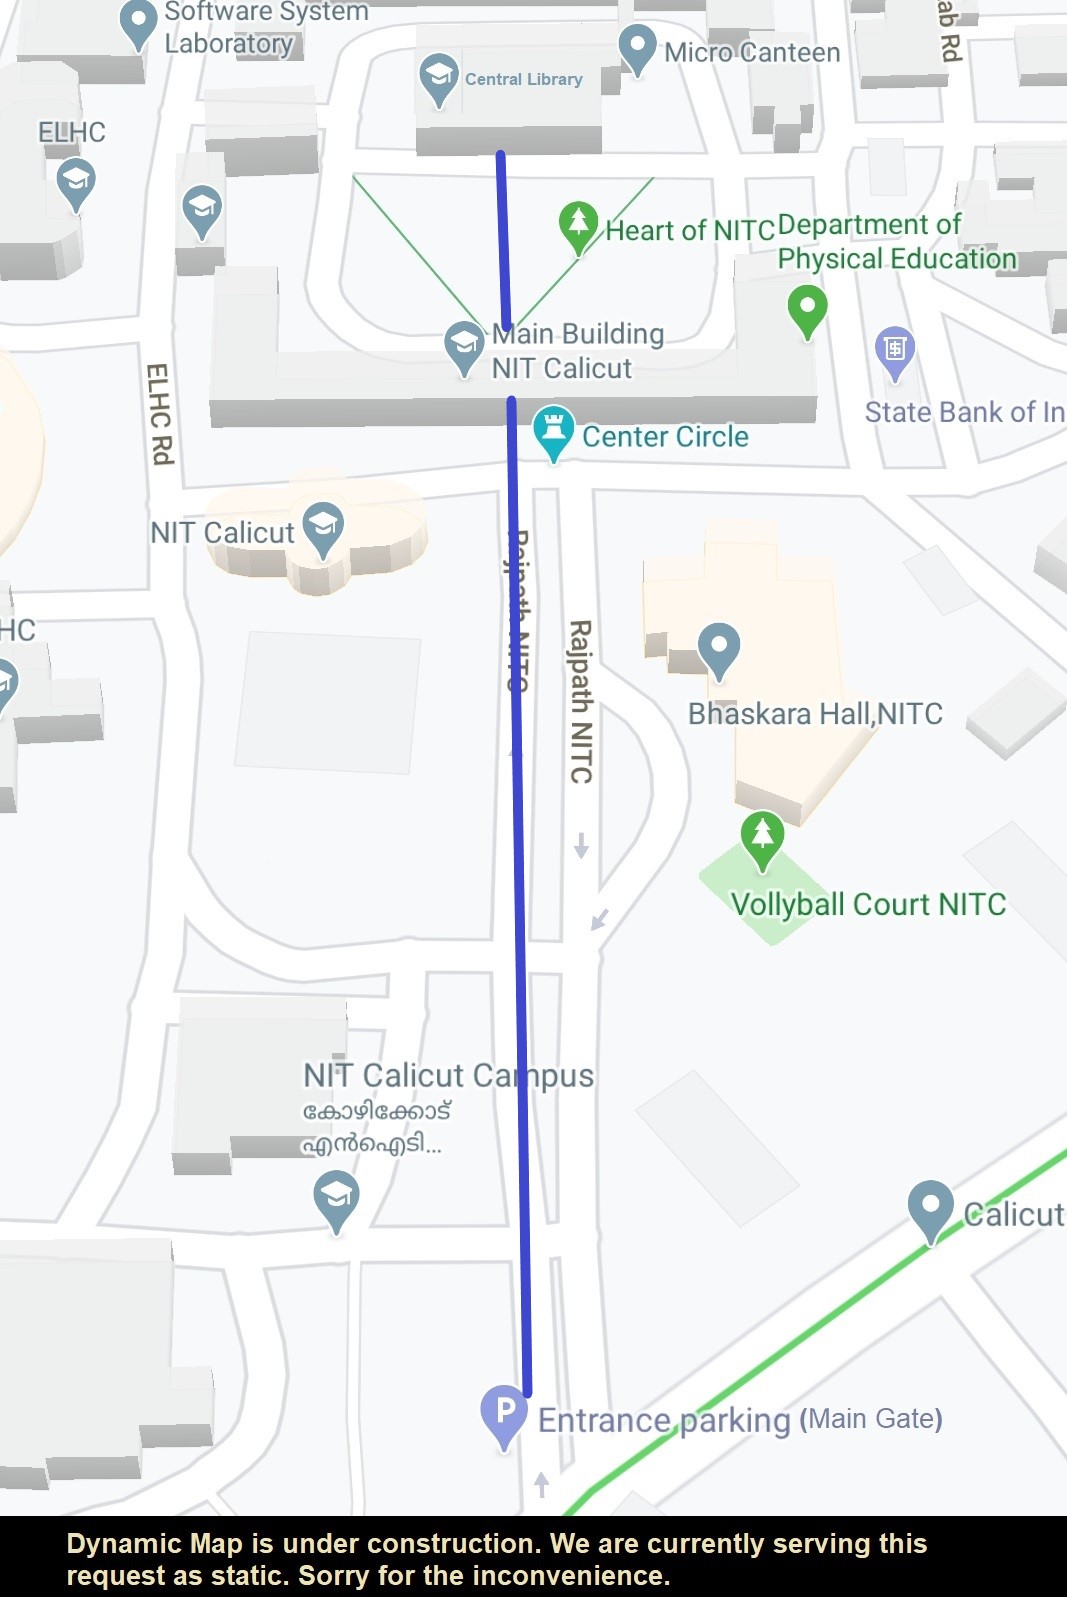 Software System
Laboratory
ab Rd
Micro Canteen
Central Library
ELHC
Heart of NITC
Department of
Physical Education
Main Building
NIT Calicut
ELHC Rd
State Bank of In
Center Circle
NIT Calicut
Rajpath NITC
HC
Rajpath NITC
Bhaskara Hall,NITC
Vollyball Court NITC
NIT Calicut Campus
കോഴിക്കോട്
എൻഐടി...
Calicut
P
Entrance parking (Main Gate)
Dynamic Map is under construction. We are currently serving this
request as static. Sorry for the inconvenience.